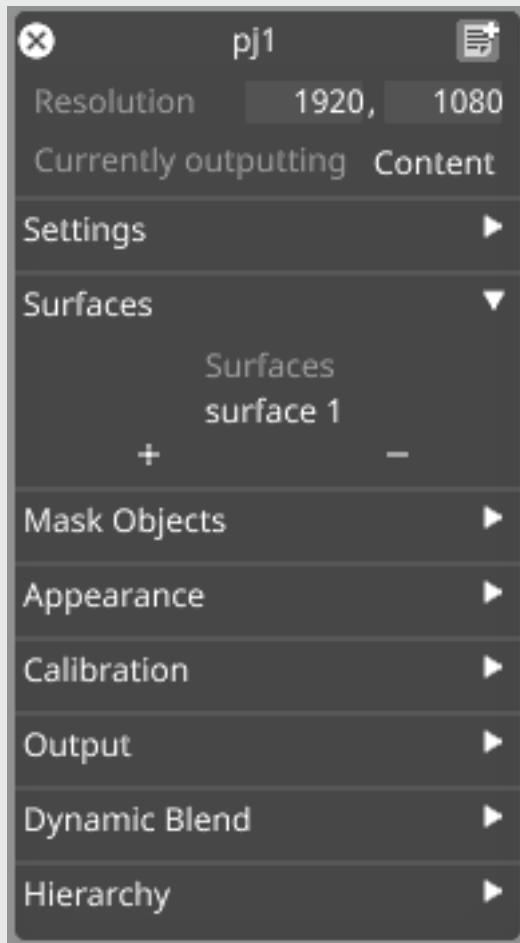 pj1
Resolution 1920, 1080
Currently outputting Content
Settings
Surfaces
Surfaces
surface 1
+ −
Mask Objects
Appearance
Calibration
Output
Dynamic Blend
Hierarchy